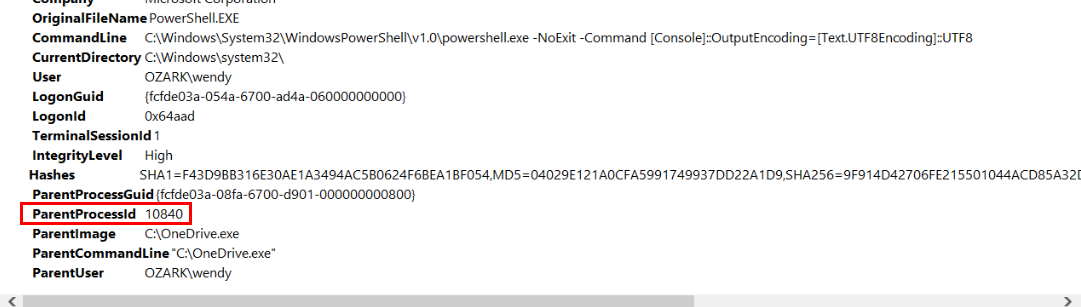 Company Microsoft Corporation
OriginalFileName PowerShell.EXE
CommandLine C:\Windows\System32\WindowsPowerShell\v1.0\powershell.exe -NoExit -Command [Console]::OutputEncoding=[Text.UTF8Encoding]::UTF8
CurrentDirectory C:\Windows\system32\
User OZARK\wendy
LogonGuid {fcfde03a-054a-6700-ad4a-060000000000}
LogonId 0x64aad
TerminalSessionId 1
IntegrityLevel High
Hashes SHA1=F43D9BB316E30AE1A3494AC5B0624F6BEA1BF054,MD5=04029E121A0CFA5991749937DD22A1D9,SHA256=9F914D42706FE215501044ACD85A32D
ParentProcessGuid {fcfde03a-08fa-6700-d901-000000000800}
ParentProcessId 10840
ParentImage C:\OneDrive.exe
ParentCommandLine "C:\OneDrive.exe"
ParentUser OZARK\wendy